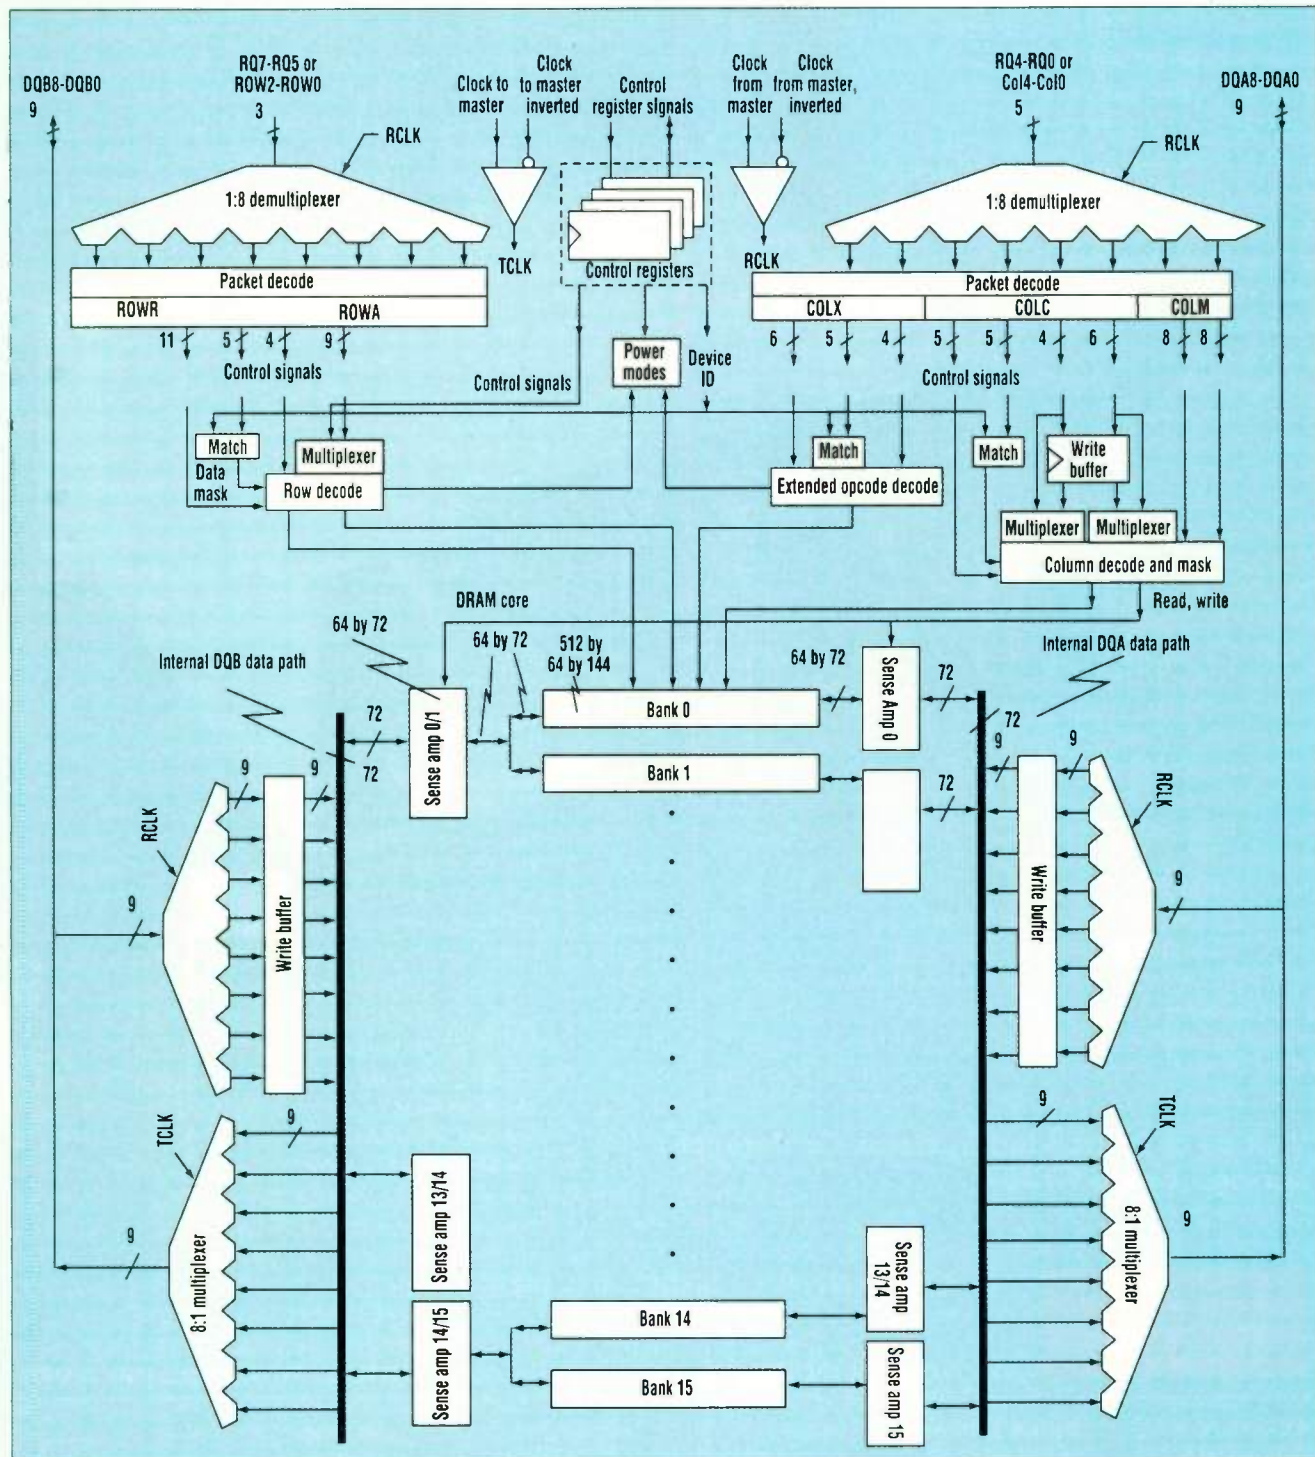 DQB8-DQB0
9
RQ7-RQ5 or
ROW2-ROW0
3
RCLK
Clock to
master
Clock
to master
inverted
Control
register signals
Clock
from
master
Clock
from master,
inverted
RQ4-RQ0 or
Col4-Col0
5
RCLK
DQA8-DQA0
9
1:8 demultiplexer
TCLK
Control registers
RCLK
1:8 demultiplexer
Packet decode
ROWR
ROWA
Packet decode
COLX
COLC
COLM
11
5
4
9
6
5
4
5
5
4
6
8
8
Control signals
Control signals
Power
modes
Device
ID
Control signals
Match
Data
mask
Multiplexer
Row decode
Match
Extended opcode decode
Match
Write
buffer
Multiplexer
Multiplexer
Column decode and mask
Read, write
DRAM core
64 by 72
64 by 72
512 by
64 by 144
64 by 72
Internal DQB data path
Internal DQA data path
72
72
Sense amp 0/1
Bank 0
Sense Amp 0
72
72
Bank 1
72
9
9
RCLK
Write buffer
9
9
9
RCLK
Write buffer
9
TCLK
9
8:1 multiplexer
9
Sense amp 13/14
9
TCLK
8:1 multiplexer
9
Sense amp
13/14
Sense amp 14/15
Bank 14
Bank 15
Sense amp 15